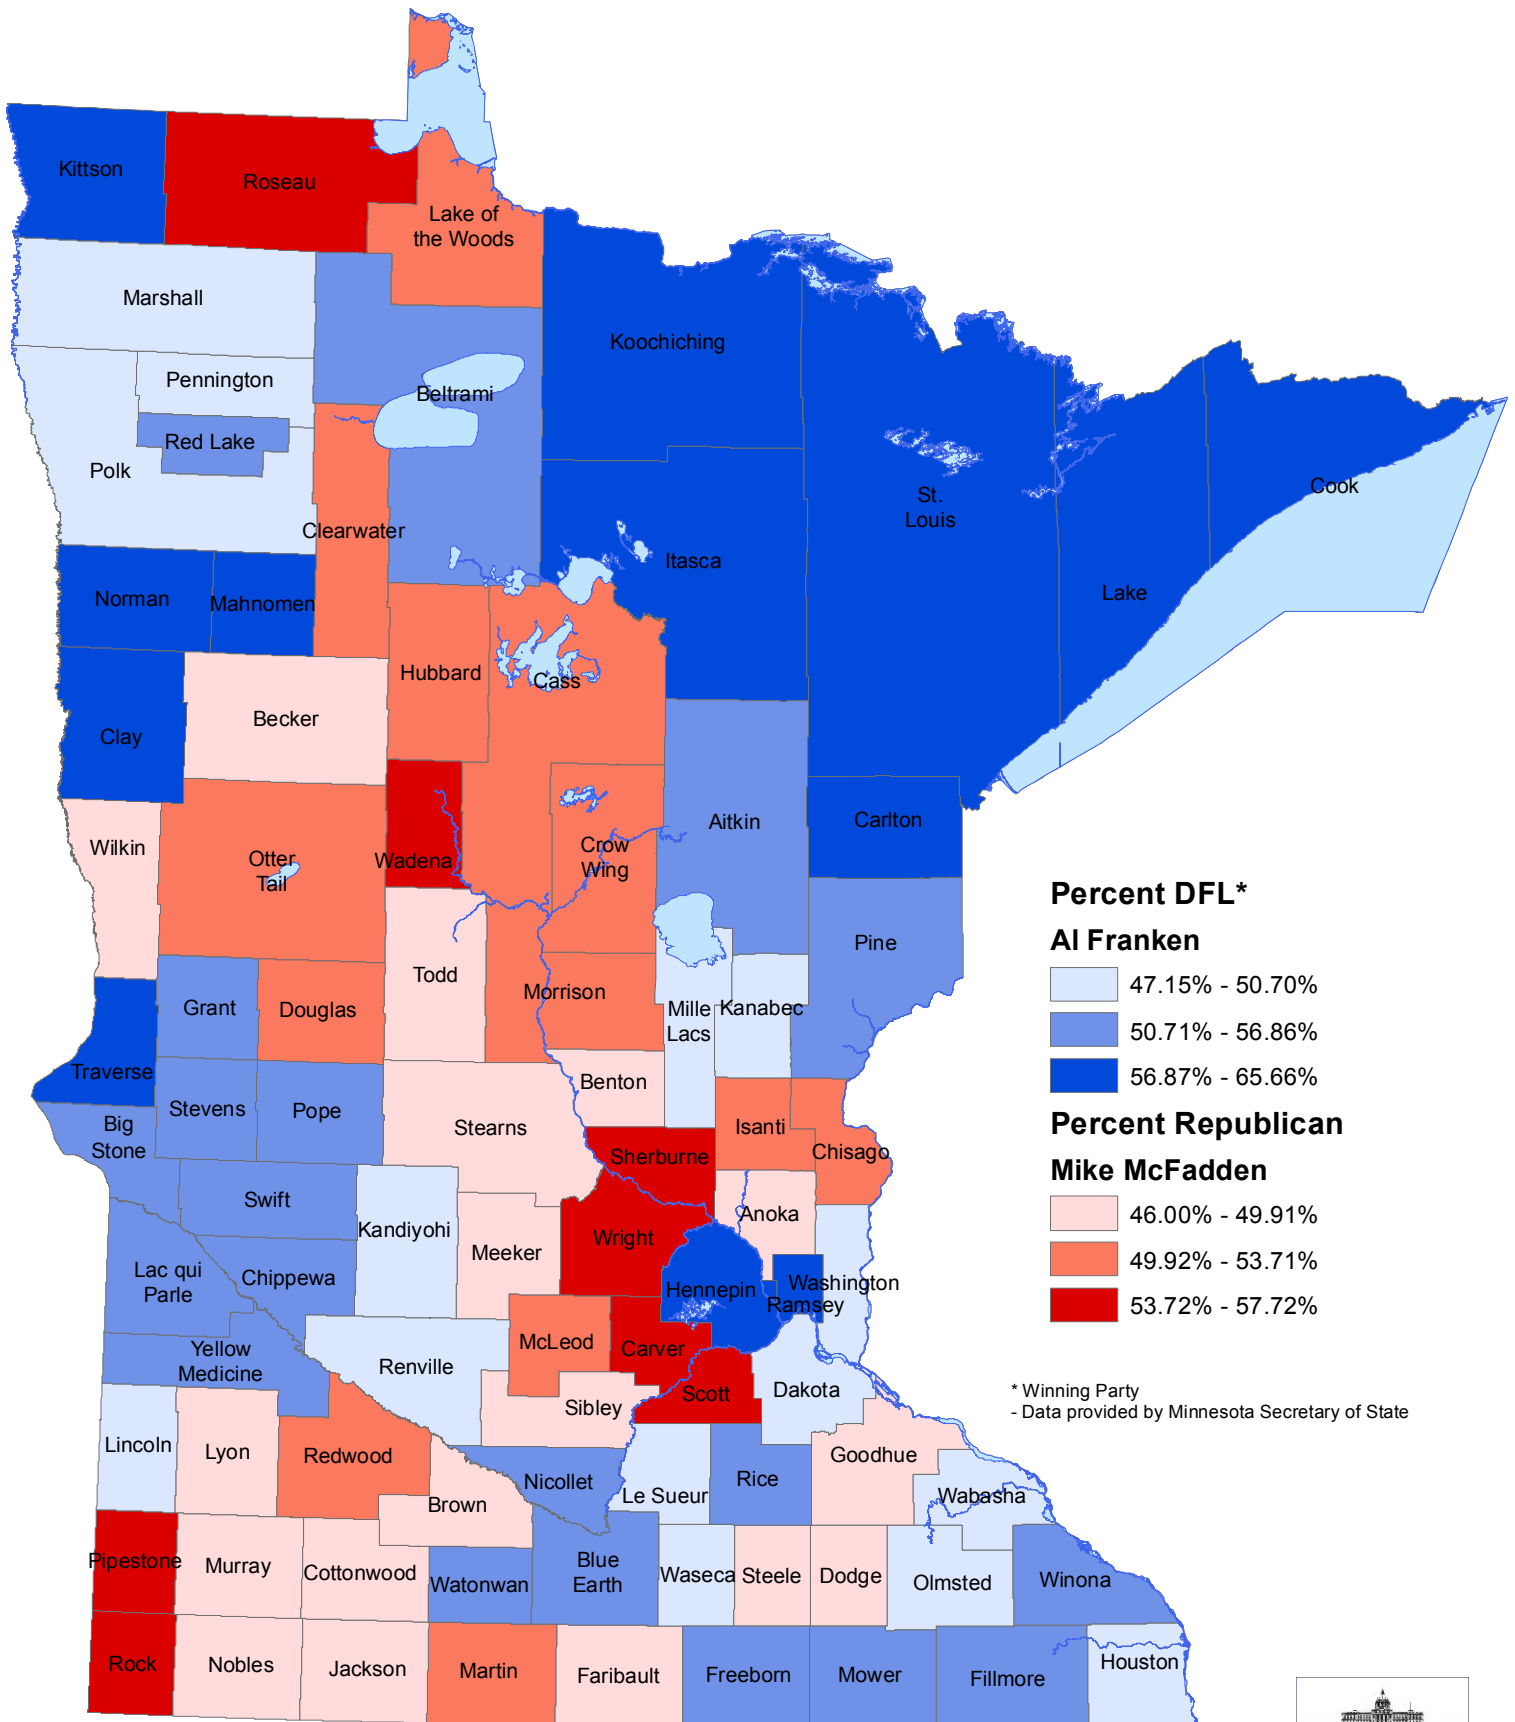 Kittson
Roseau
Lake of
the Woods
Marshall
Koochiching
Pennington
Beltrami
Red Lake
Polk
Cook
St.
Louis
Clearwater
Itasca
Norman
Mahnomen
Lake
Hubbard
Cass
Becker
Clay
Aitkin
Carlton
Wilkin
Otter
Tail
Wadena
Crow
Wing
Pine
Todd
Morrison
Grant
Douglas
Mille
Lacs
Kanabec
Traverse
Benton
Stevens
Pope
Big
Stone
Stearns
Isanti
Chisago
Sherburne
Swift
Kandiyohi
Anoka
Wright
Meeker
Lac qui
Parle
Chippewa
Hennepin
Washington
Ramsey
McLeod
Carver
Yellow
Medicine
Renville
Scott
Dakota
Sibley
Lincoln
Lyon
Redwood
Goodhue
Nicollet
Rice
Le Sueur
Wabasha
Brown
Pipestone
Murray
Cottonwood
Watonwan
Blue
Earth
Waseca
Steele
Dodge
Olmsted
Winona
Rock
Nobles
Jackson
Martin
Faribault
Freeborn
Mower
Fillmore
Houston
Percent DFL*
Al Franken
47.15% - 50.70%
50.71% - 56.86%
56.87% - 65.66%
Percent Republican
Mike McFadden
46.00% - 49.91%
49.92% - 53.71%
53.72% - 57.72%
* Winning Party
- Data provided by Minnesota Secretary of State